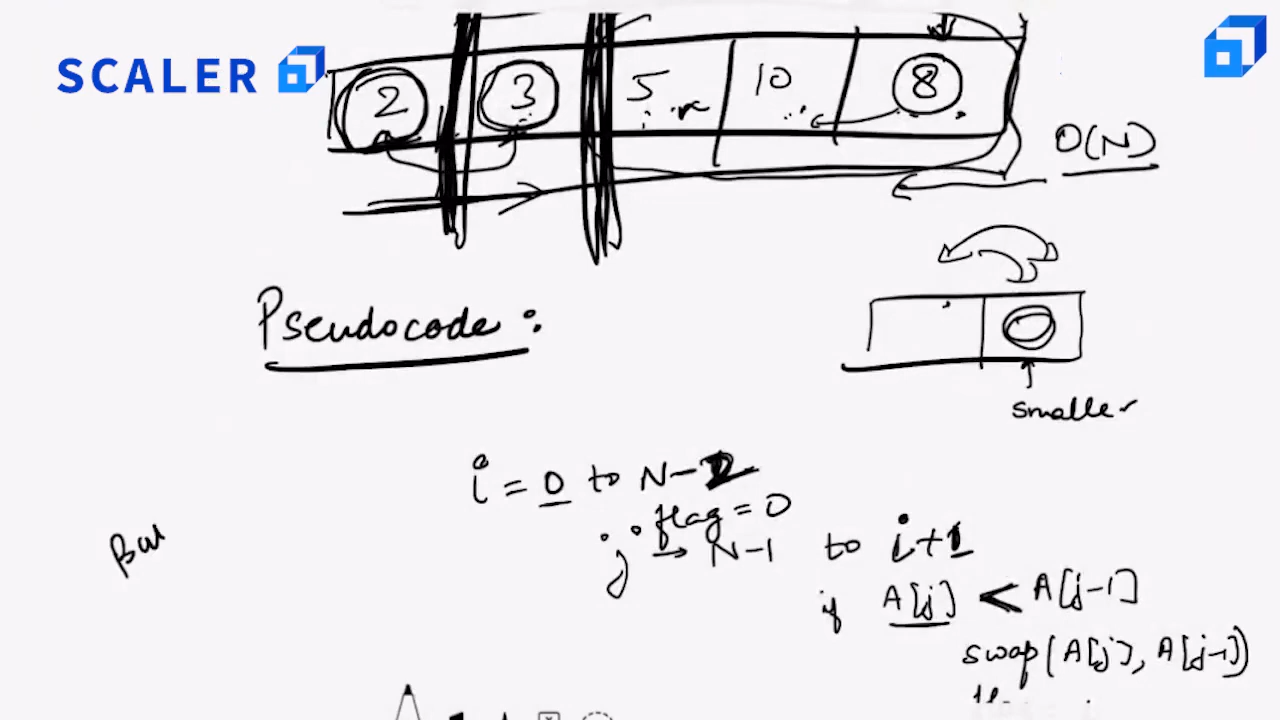 SCALER
2 3 5 10 8
O(N)
Pseudocode:
smaller
i = 0 to N-2
flag = 0
j → N-1 to i+1
if A[j] < A[j-1]
swap(A[j], A[j-1])